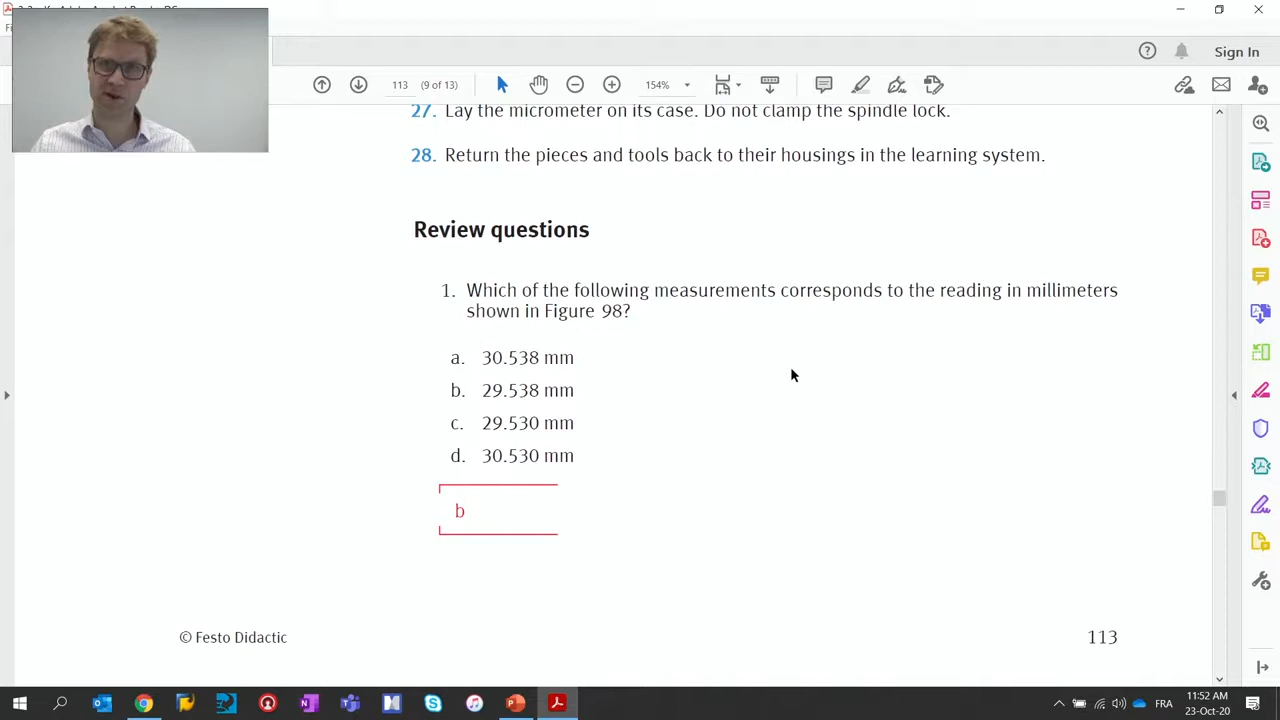 Sign In
113 (9 of 13)
154%
27. Lay the micrometer on its case. Do not clamp the spindle lock.
28. Return the pieces and tools back to their housings in the learning system.
Review questions
1. Which of the following measurements corresponds to the reading in millimeters
shown in Figure 98?
a. 30.538 mm
b. 29.538 mm
c. 29.530 mm
d. 30.530 mm
b
© Festo Didactic
113
FRA
11:52 AM
23-Oct-20